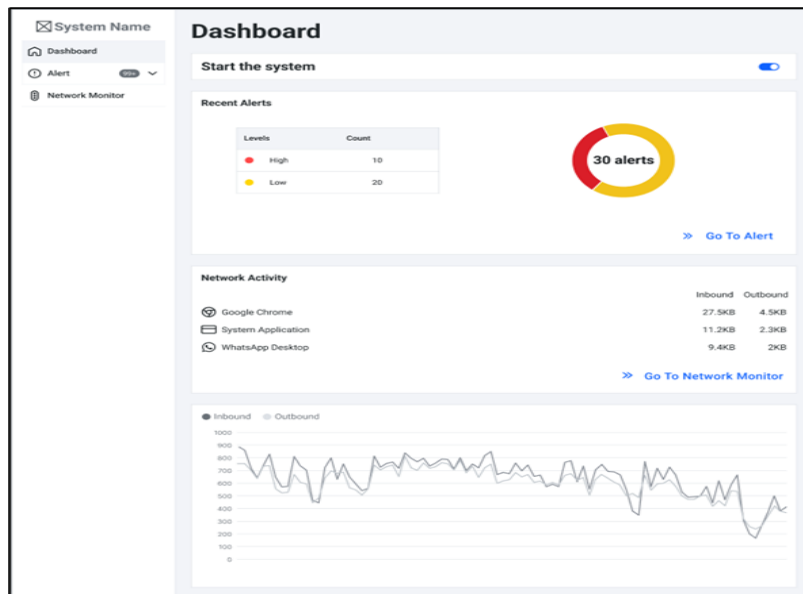 System Name
Dashboard
Alert 99+
Network Monitor
Dashboard
Start the system
Recent Alerts
Levels Count
High 10
Low 20
30 alerts
» Go To Alert
Network Activity
Inbound Outbound
Google Chrome 27.5KB 4.5KB
System Application 11.2KB 2.3KB
WhatsApp Desktop 9.4KB 2KB
» Go To Network Monitor
Inbound Outbound
1000
900
800
700
600
500
400
300
200
100
0